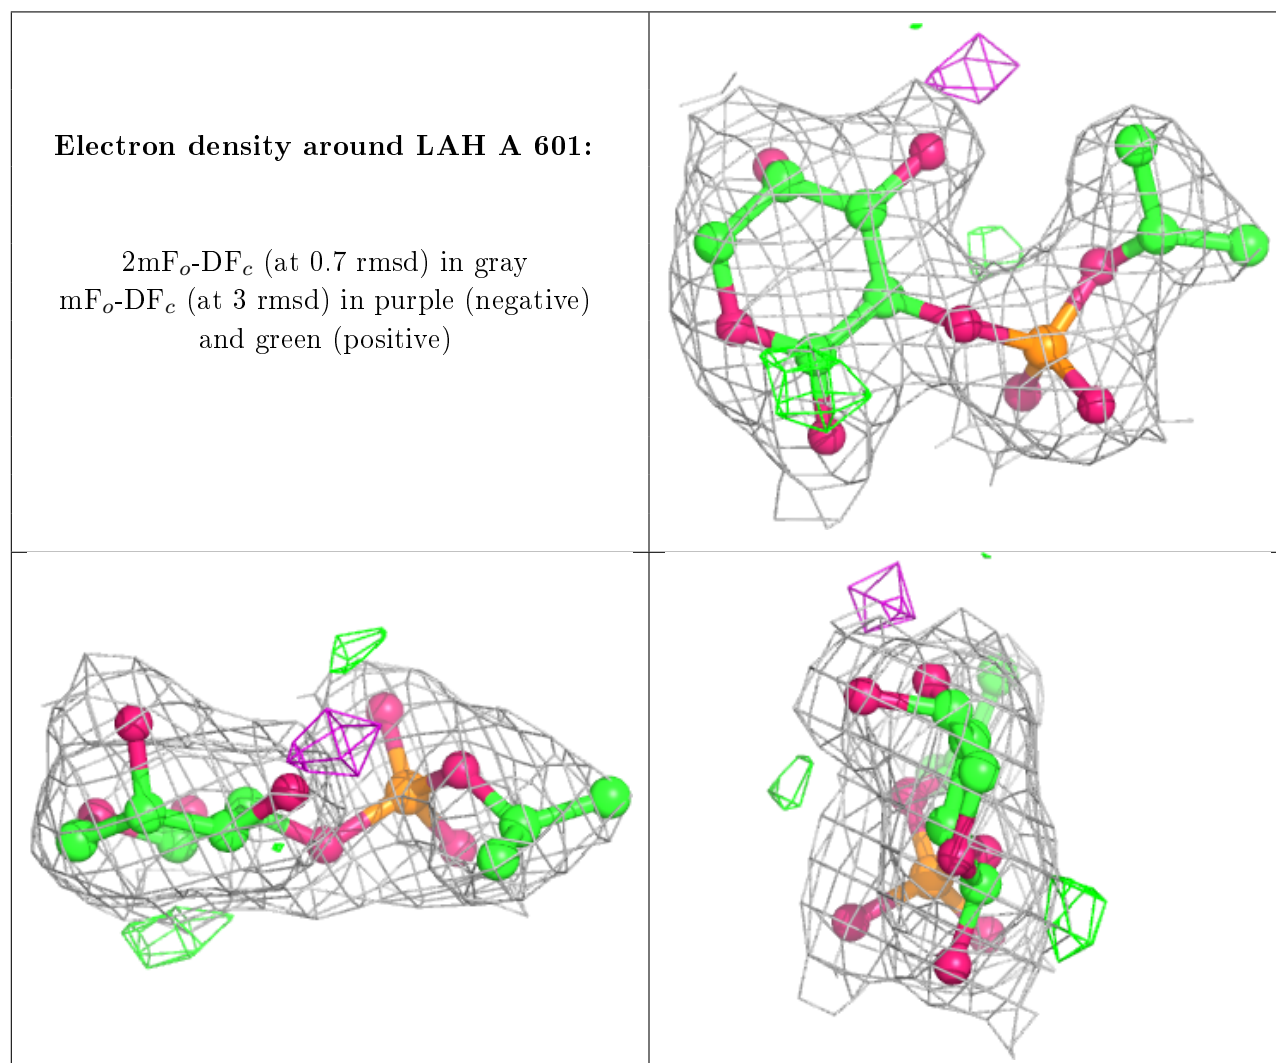 Electron density around LAH A 601:
2mFₒ-DF𝒸 (at 0.7 rmsd) in gray
mFₒ-DF𝒸 (at 3 rmsd) in purple (negative)
and green (positive)